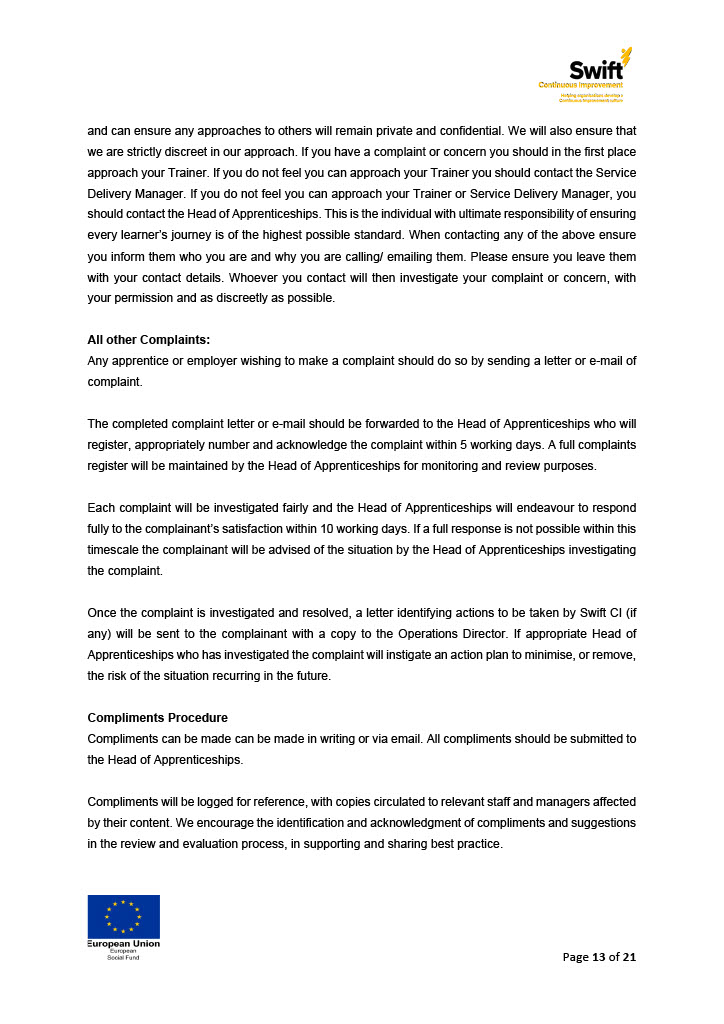 Swift
Continuous Improvement
Helping organisations develop a
Continuous Improvement culture
and can ensure any approaches to others will remain private and confidential. We will also ensure that
we are strictly discreet in our approach. If you have a complaint or concern you should in the first place
approach your Trainer. If you do not feel you can approach your Trainer you should contact the Service
Delivery Manager. If you do not feel you can approach your Trainer or Service Delivery Manager, you
should contact the Head of Apprenticeships. This is the individual with ultimate responsibility of ensuring
every learner’s journey is of the highest possible standard. When contacting any of the above ensure
you inform them who you are and why you are calling/ emailing them. Please ensure you leave them
with your contact details. Whoever you contact will then investigate your complaint or concern, with
your permission and as discreetly as possible.
All other Complaints:
Any apprentice or employer wishing to make a complaint should do so by sending a letter or e-mail of
complaint.
The completed complaint letter or e-mail should be forwarded to the Head of Apprenticeships who will
register, appropriately number and acknowledge the complaint within 5 working days. A full complaints
register will be maintained by the Head of Apprenticeships for monitoring and review purposes.
Each complaint will be investigated fairly and the Head of Apprenticeships will endeavour to respond
fully to the complainant’s satisfaction within 10 working days. If a full response is not possible within this
timescale the complainant will be advised of the situation by the Head of Apprenticeships investigating
the complaint.
Once the complaint is investigated and resolved, a letter identifying actions to be taken by Swift CI (if
any) will be sent to the complainant with a copy to the Operations Director. If appropriate Head of
Apprenticeships who has investigated the complaint will instigate an action plan to minimise, or remove,
the risk of the situation recurring in the future.
Compliments Procedure
Compliments can be made can be made in writing or via email. All compliments should be submitted to
the Head of Apprenticeships.
Compliments will be logged for reference, with copies circulated to relevant staff and managers affected
by their content. We encourage the identification and acknowledgment of compliments and suggestions
in the review and evaluation process, in supporting and sharing best practice.
European Union
European
Social Fund
Page 13 of 21